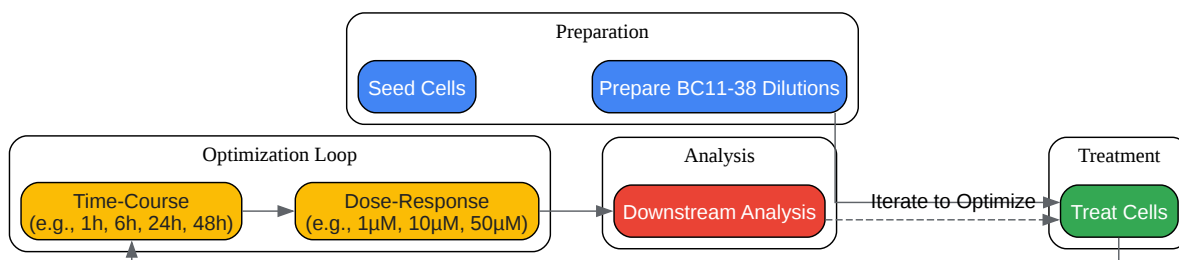 Preparation
Seed Cells
Prepare BC11-38 Dilutions
Optimization Loop
Time-Course
(e.g., 1h, 6h, 24h, 48h)
Dose-Response
(e.g., 1µM, 10µM, 50µM)
Analysis
Downstream Analysis
Iterate to Optimize
Treatment
Treat Cells